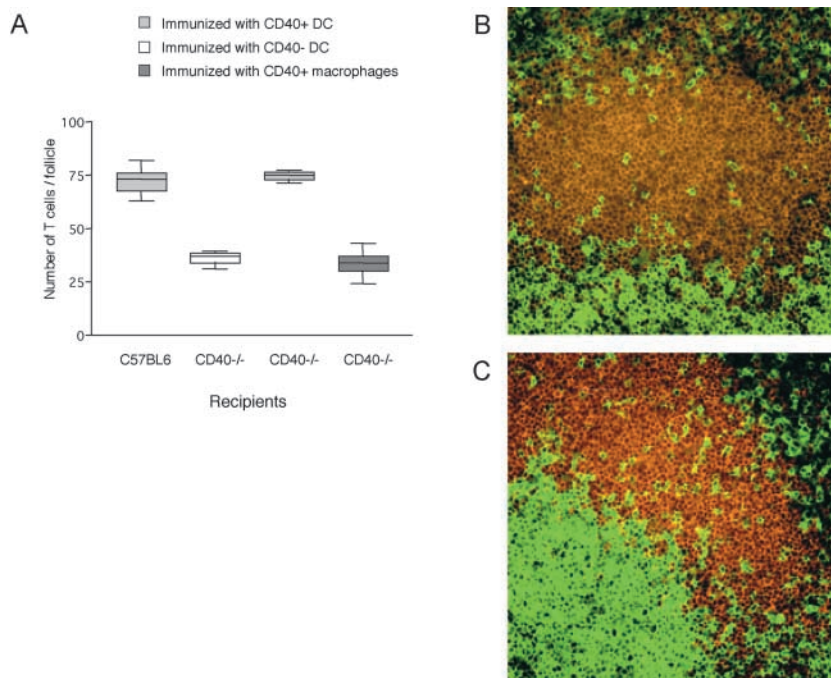 A
Immunized with CD40+ DC
Immunized with CD40- DC
Immunized with CD40+ macrophages
100
75
50
25
0
Number of T cells / follicle
C57BL6 CD40-/- CD40-/- CD40-/-
Recipients
B
C